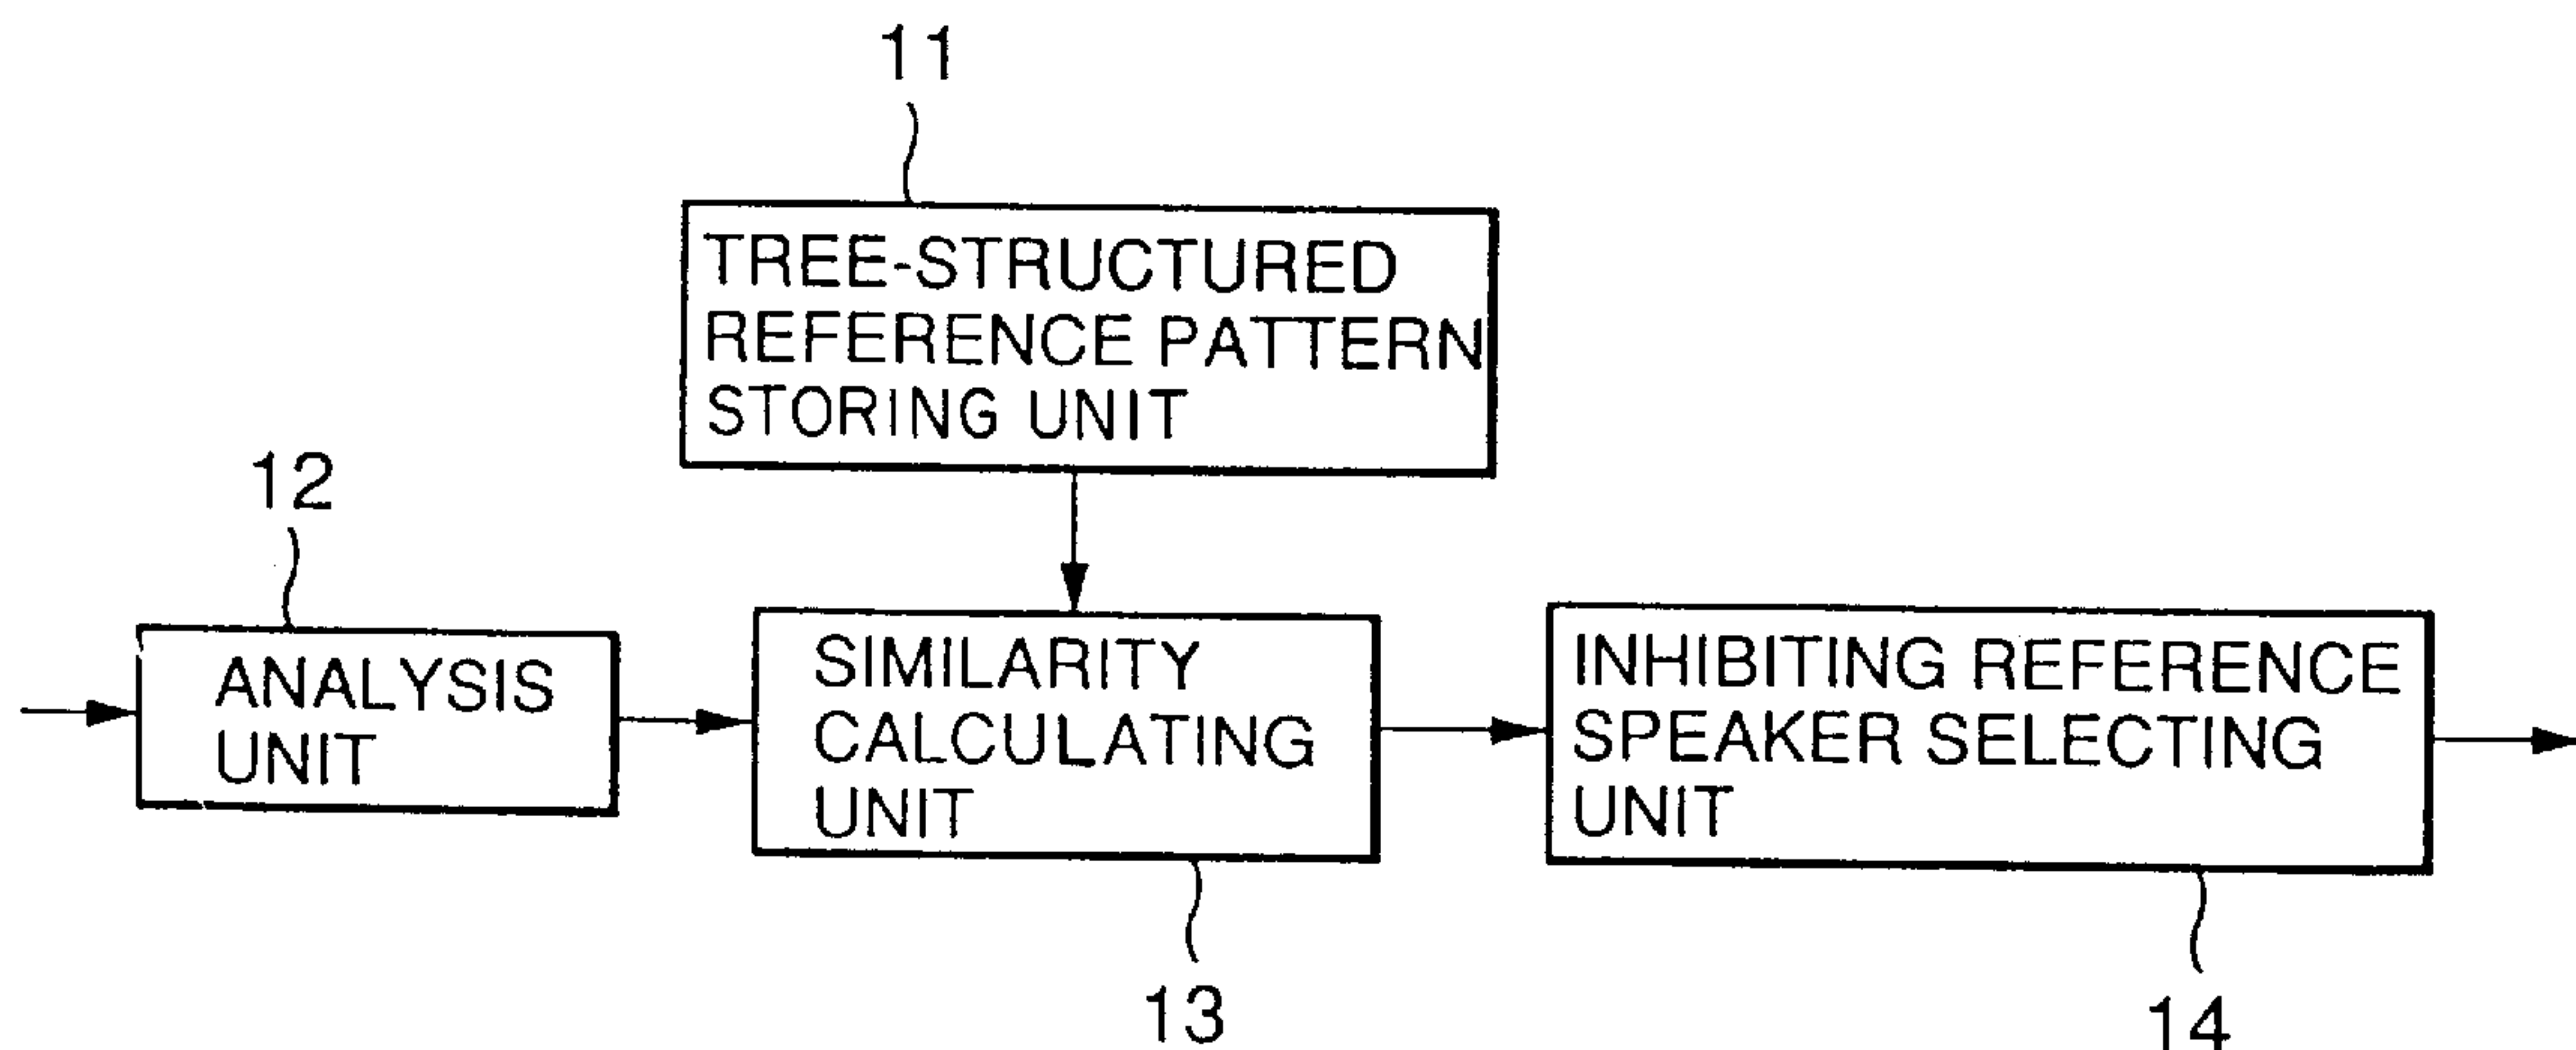 11
TREE-STRUCTURED
REFERENCE PATTERN
STORING UNIT
12
ANALYSIS
UNIT
SIMILARITY
CALCULATING
UNIT
INHIBITING REFERENCE
SPEAKER SELECTING
UNIT
13
14